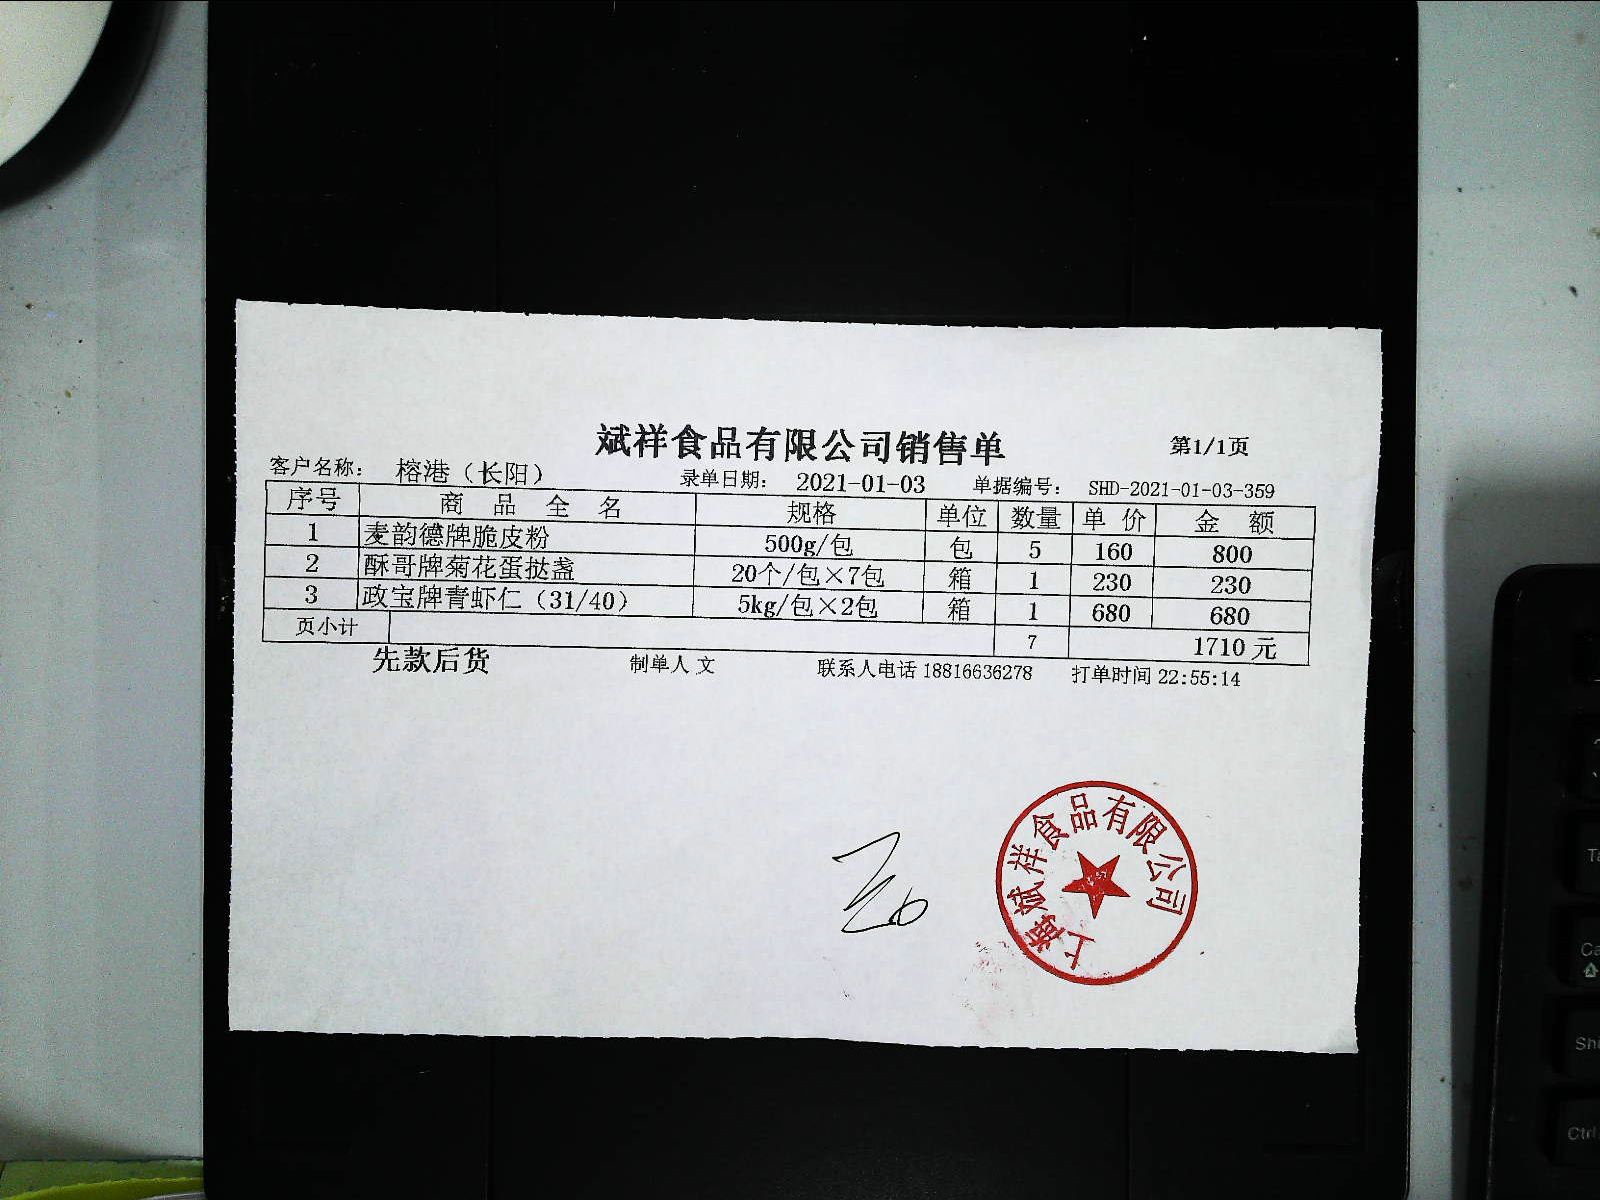 斌祥食品有限公司销售单 第1/1页
客户名称： 榕港（长阳） 录单日期： 2021-01-03 单据编号： SHD-2021-01-03-359
序号 商品全名 规格 单位 数量 单价 金额
1 麦韵德牌脆皮粉 500g/包 包 5 160 800
2 酥哥牌菊花蛋挞盏 20个/包×7包 箱 1 230 230
3 政宝牌青虾仁（31/40） 5kg/包×2包 箱 1 680 680
页小计 7 1710 元
先款后货 制单人 文 联系人电话 18816636278 打单时间 22:55:14
上海斌祥食品有限公司
Ctrl